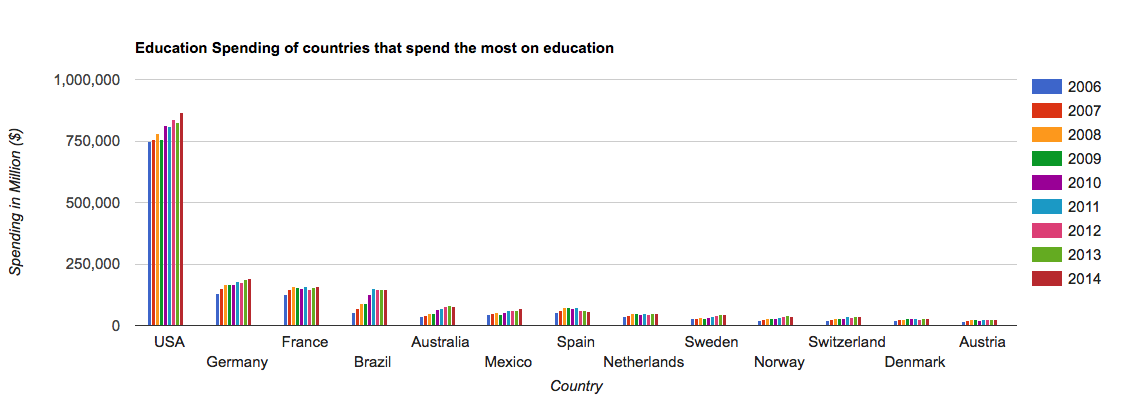 Education Spending of countries that spend the most on education
1,000,000
750,000
500,000
250,000
0
Spending in Million ($)
USA
Germany
France
Brazil
Australia
Mexico
Spain
Netherlands
Sweden
Norway
Switzerland
Denmark
Austria
Country
2006
2007
2008
2009
2010
2011
2012
2013
2014